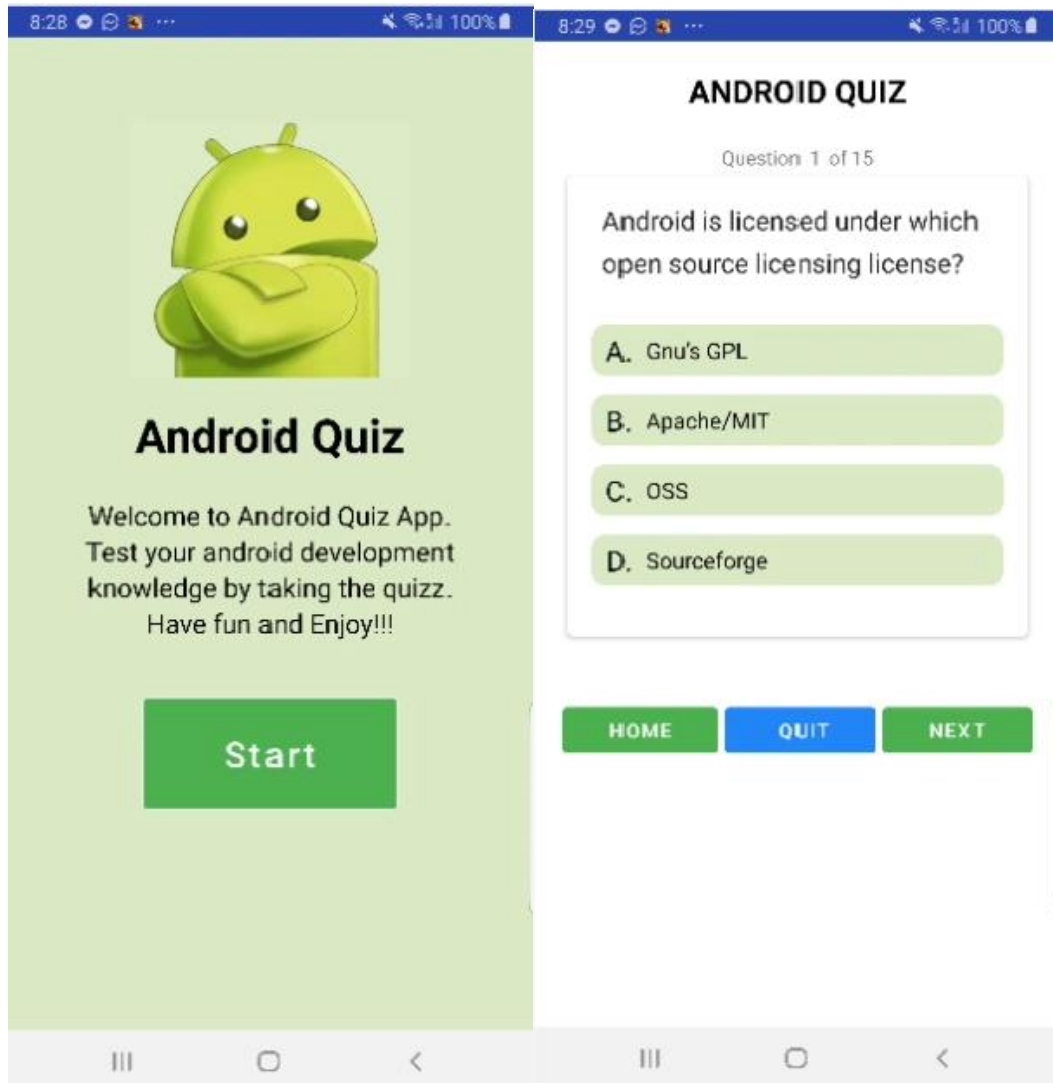 8:28 ... 100%
Android Quiz
Welcome to Android Quiz App.
Test your android development
knowledge by taking the quizz.
Have fun and Enjoy!!!
Start
8:29 ... 100%
ANDROID QUIZ
Question 1 of 15
Android is licensed under which
open source licensing license?
A. Gnu's GPL
B. Apache/MIT
C. OSS
D. Sourceforge
HOME QUIT NEXT